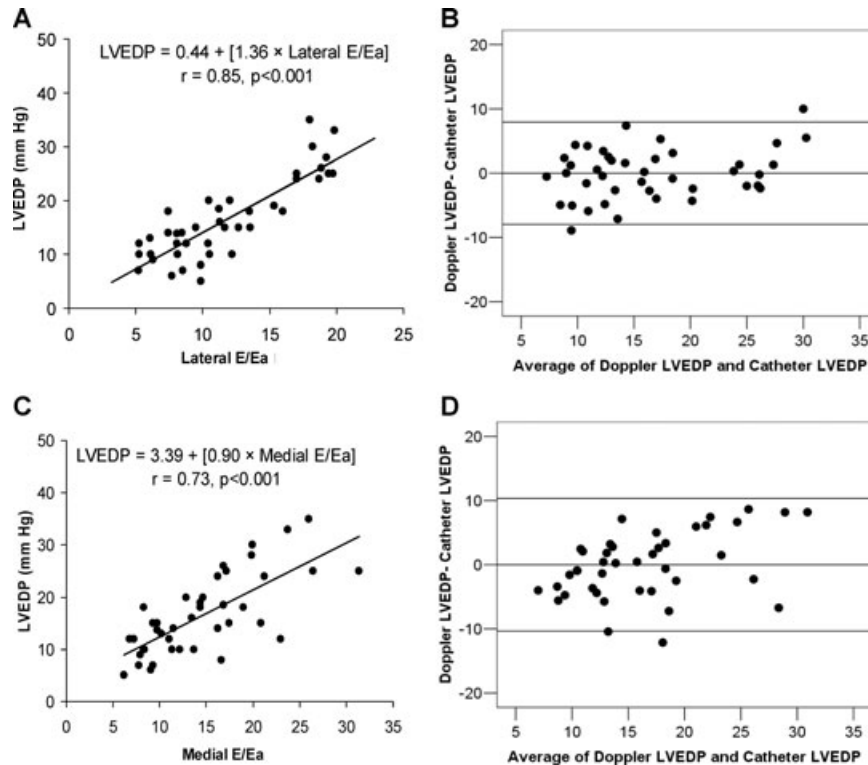 A
LVEDP = 0.44 + [1.36 × Lateral E/Ea]
r = 0.85, p<0.001
LVEDP (mm Hg)
50
40
30
20
10
0
0 5 10 15 20 25
Lateral E/Ea
B
Doppler LVEDP- Catheter LVEDP
20
10
0
-10
-20
5 10 15 20 25 30 35
Average of Doppler LVEDP and Catheter LVEDP
C
LVEDP = 3.39 + [0.90 × Medial E/Ea]
r = 0.73, p<0.001
LVEDP (mm Hg)
50
40
30
20
10
0
0 5 10 15 20 25 30 35
Medial E/Ea
D
Doppler LVEDP- Catheter LVEDP
20
10
0
-10
-20
5 10 15 20 25 30 35
Average of Doppler LVEDP and Catheter LVEDP